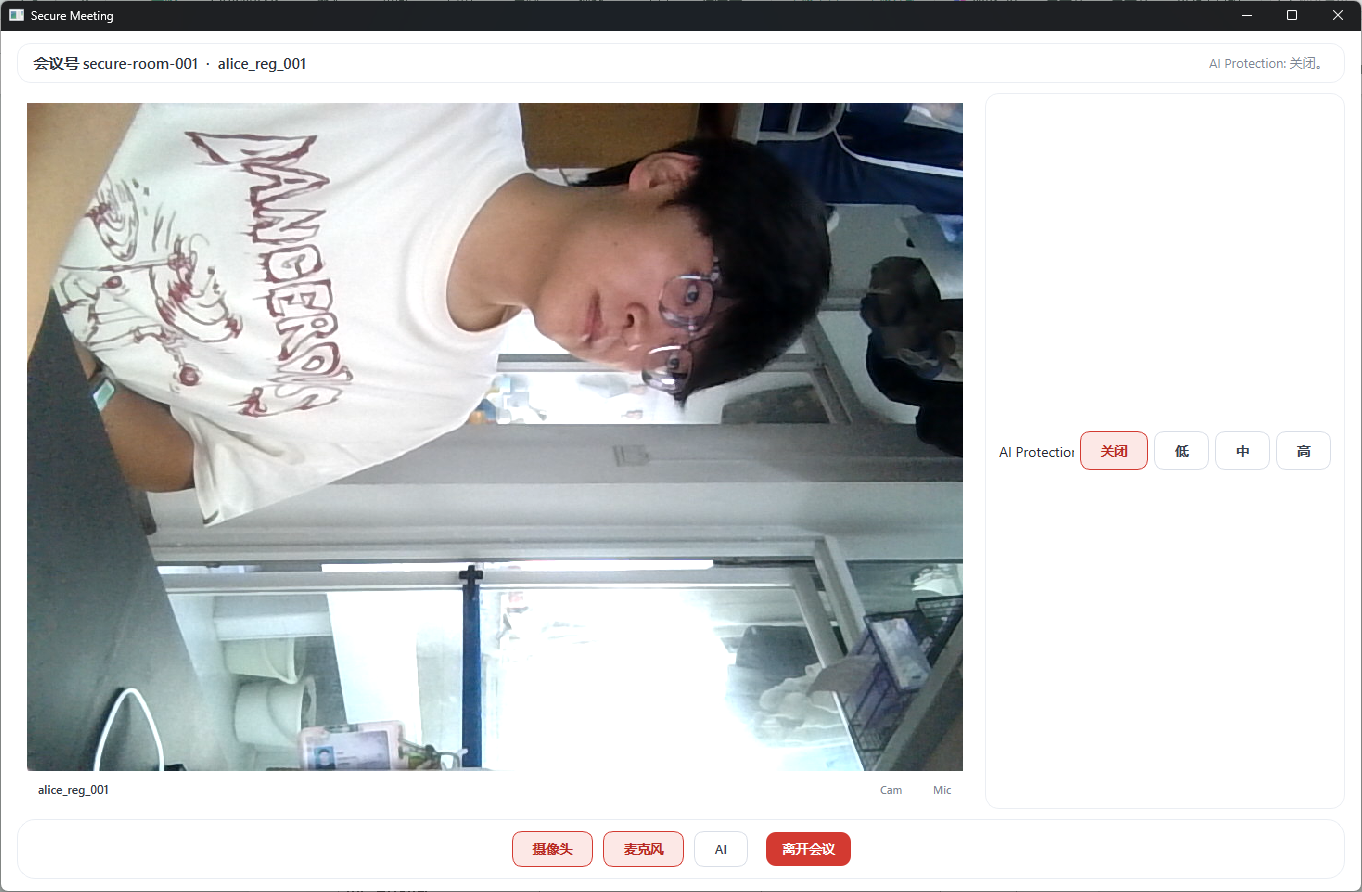 Secure Meeting
会议号 secure-room-001 · alice_reg_001
AI Protection: 关闭。
DANGEROUS
AI Protection
关闭
低
中
高
alice_reg_001
Cam
Mic
摄像头
麦克风
AI
离开会议